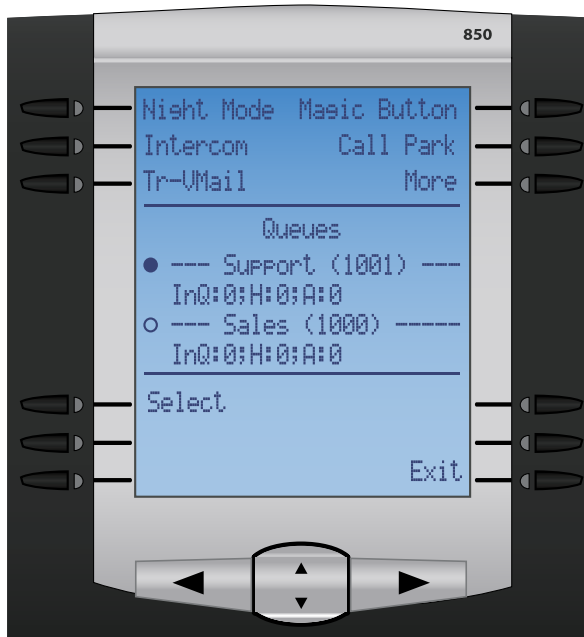 850
Night Mode Magic Button
Intercom Call Park
Tr-VMail More
Queues
--- Support (1001) ---
InQ:0;H:0;A:0
--- Sales (1000) -----
InQ:0;H:0;A:0
Select
Exit